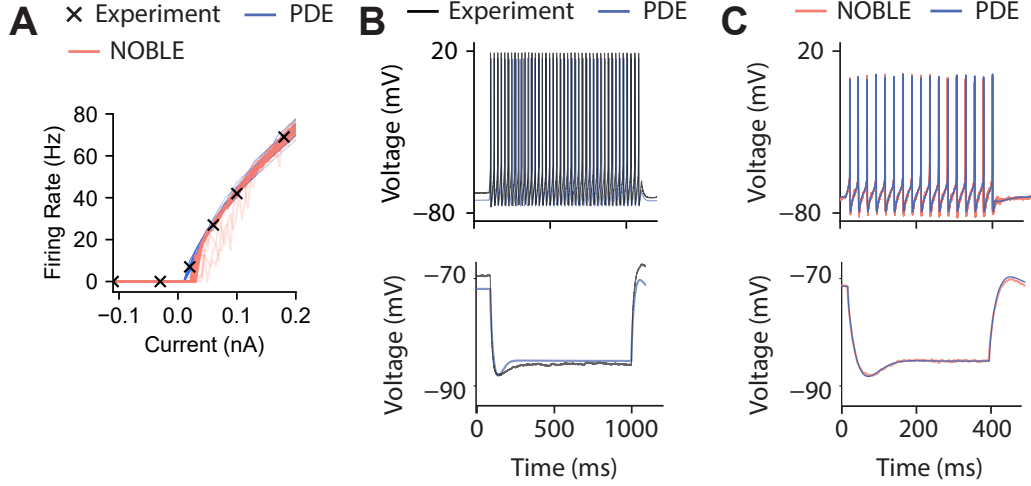 A
Experiment
PDE
NOBLE
Firing Rate (Hz)
80
60
40
20
0
−0.1
0.0
0.1
0.2
Current (nA)
B
Experiment
PDE
Voltage (mV)
20
−80
Voltage (mV)
−70
−90
0
500
1000
Time (ms)
C
NOBLE
PDE
Voltage (mV)
20
−80
Voltage (mV)
−70
−90
0
200
400
Time (ms)